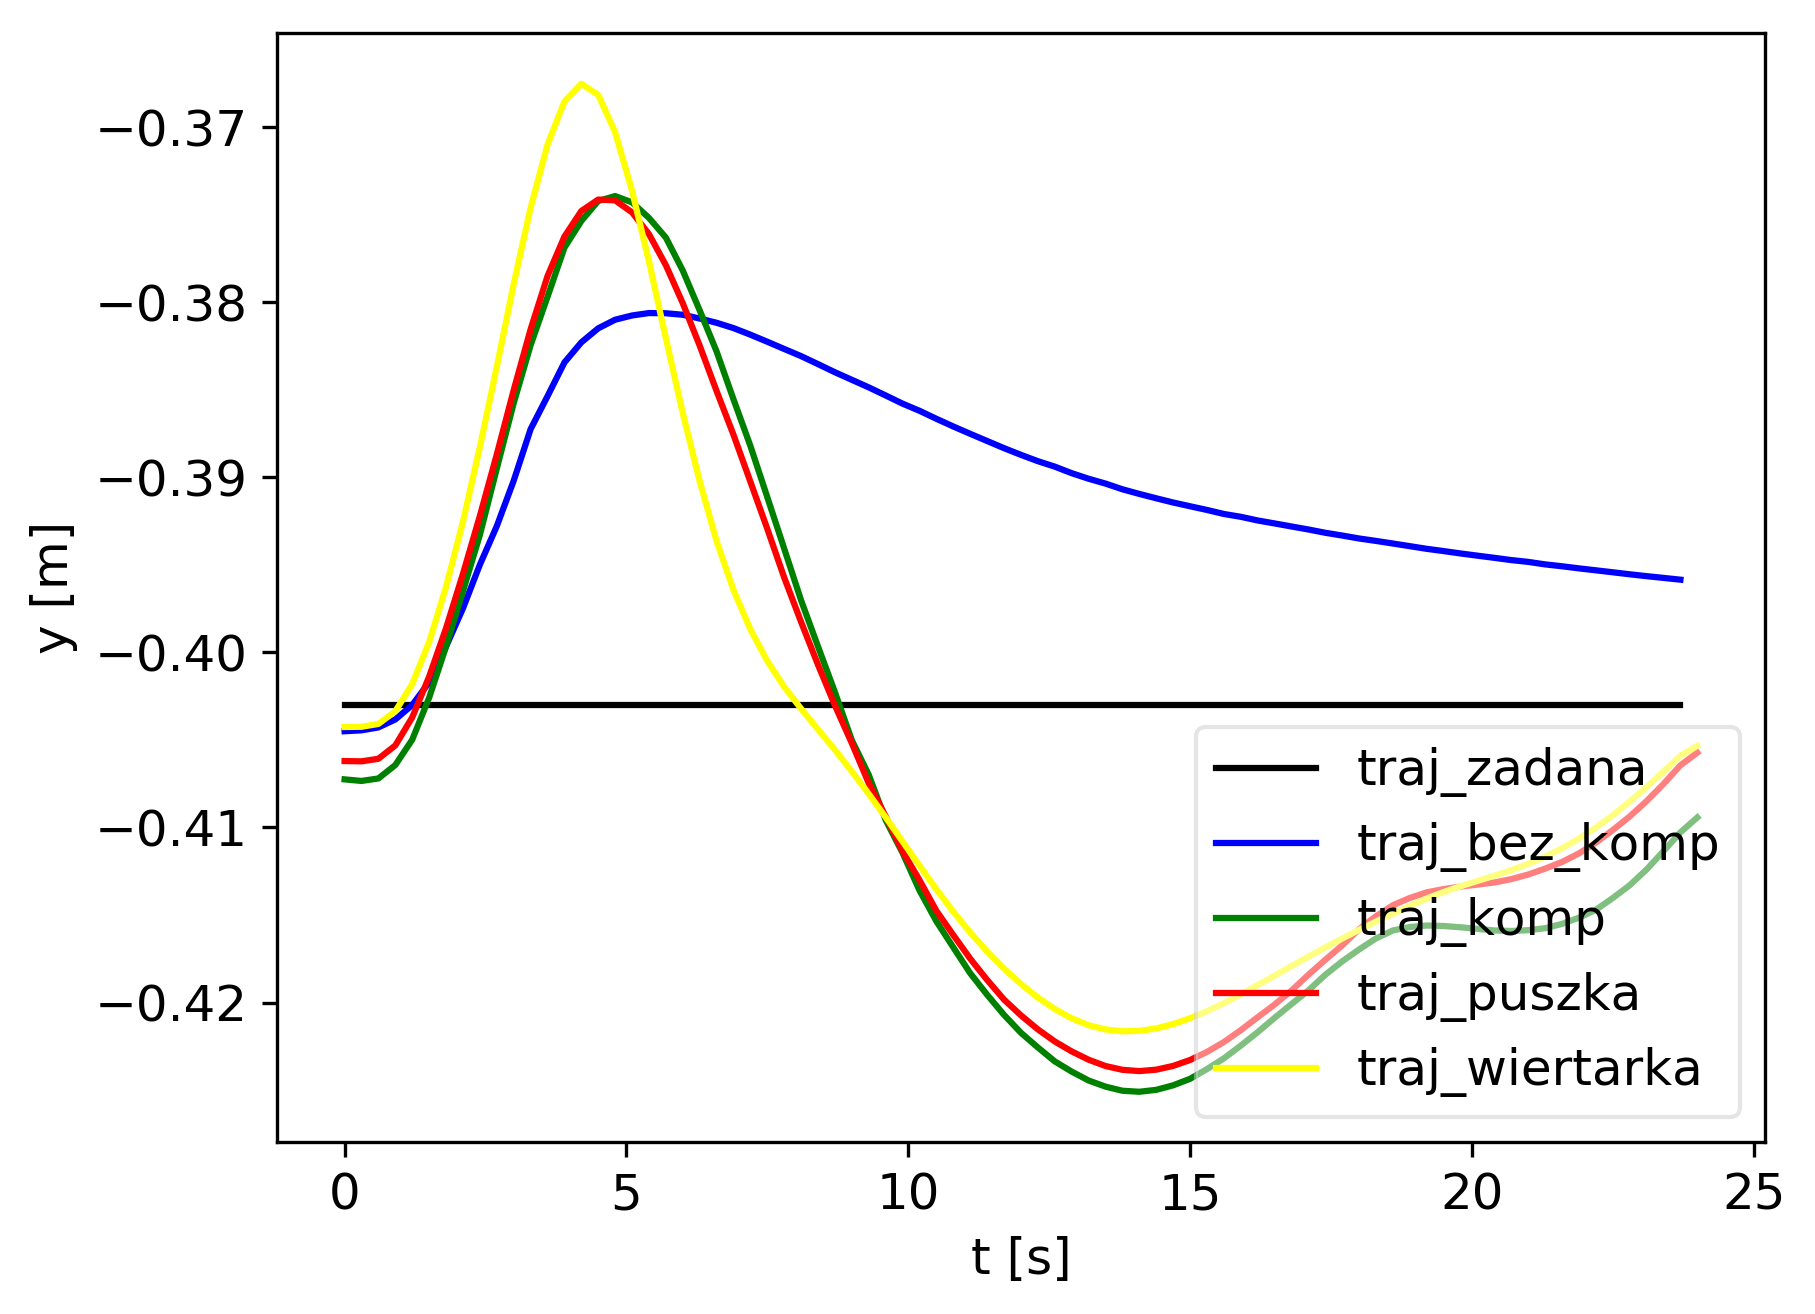 −0.37
−0.38
−0.39
−0.40
−0.41
−0.42
y [m]
traj_zadana
traj_bez_komp
traj_komp
traj_puszka
traj_wiertarka
0 5 10 15 20 25
t [s]